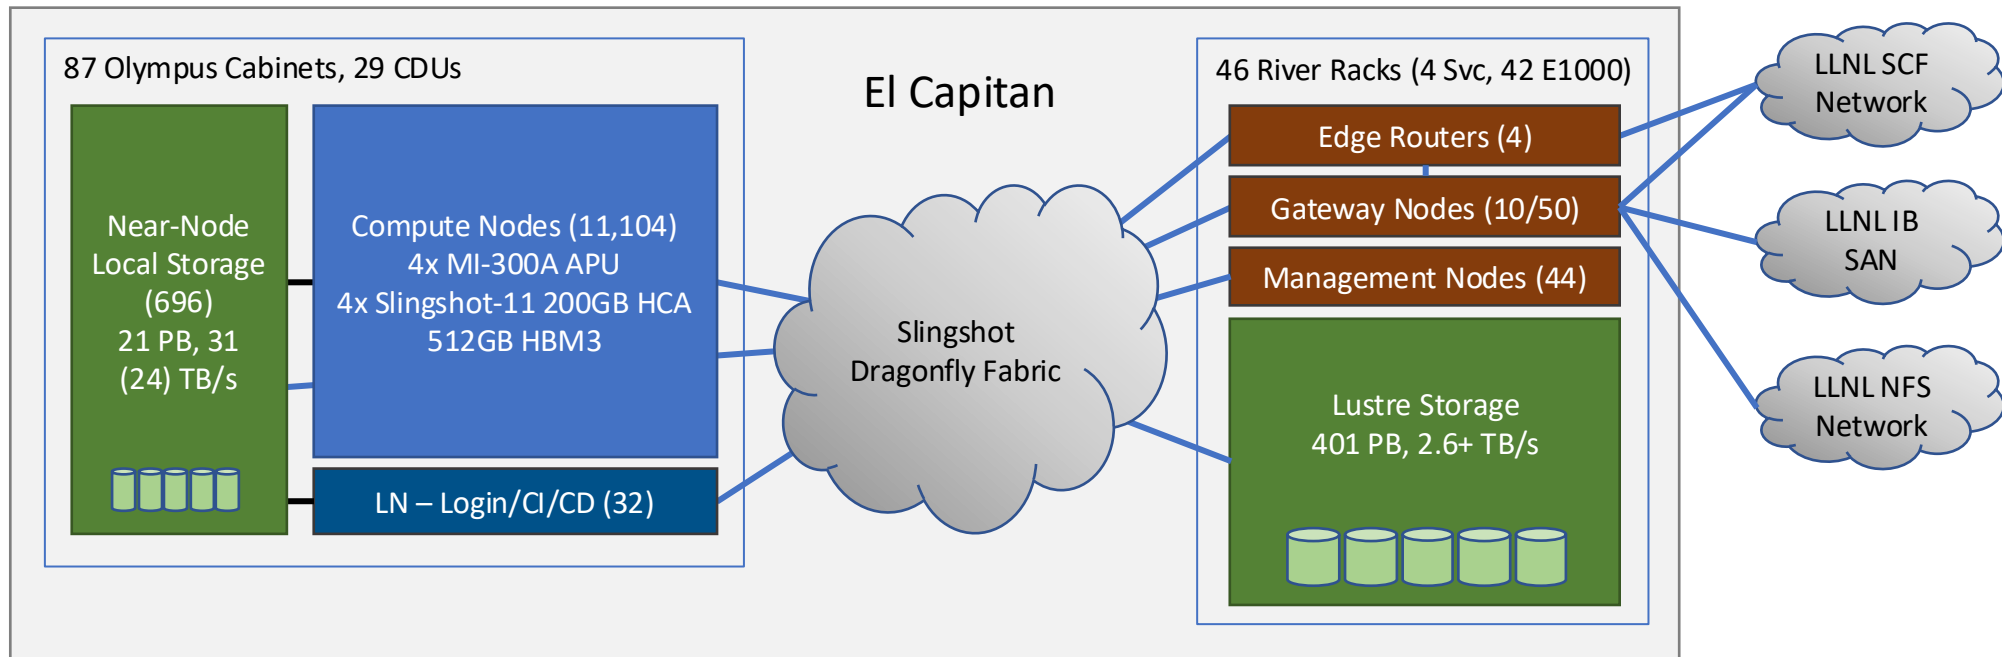 87 Olympus Cabinets, 29 CDUs
Near-Node
Local Storage
(696)
21 PB, 31
(24) TB/s
Compute Nodes (11,104)
4x MI-300A APU
4x Slingshot-11 200GB HCA
512GB HBM3
LN – Login/CI/CD (32)
El Capitan
Slingshot
Dragonfly Fabric
46 River Racks (4 Svc, 42 E1000)
Edge Routers (4)
Gateway Nodes (10/50)
Management Nodes (44)
Lustre Storage
401 PB, 2.6+ TB/s
LLNL SCF
Network
LLNL IB
SAN
LLNL NFS
Network